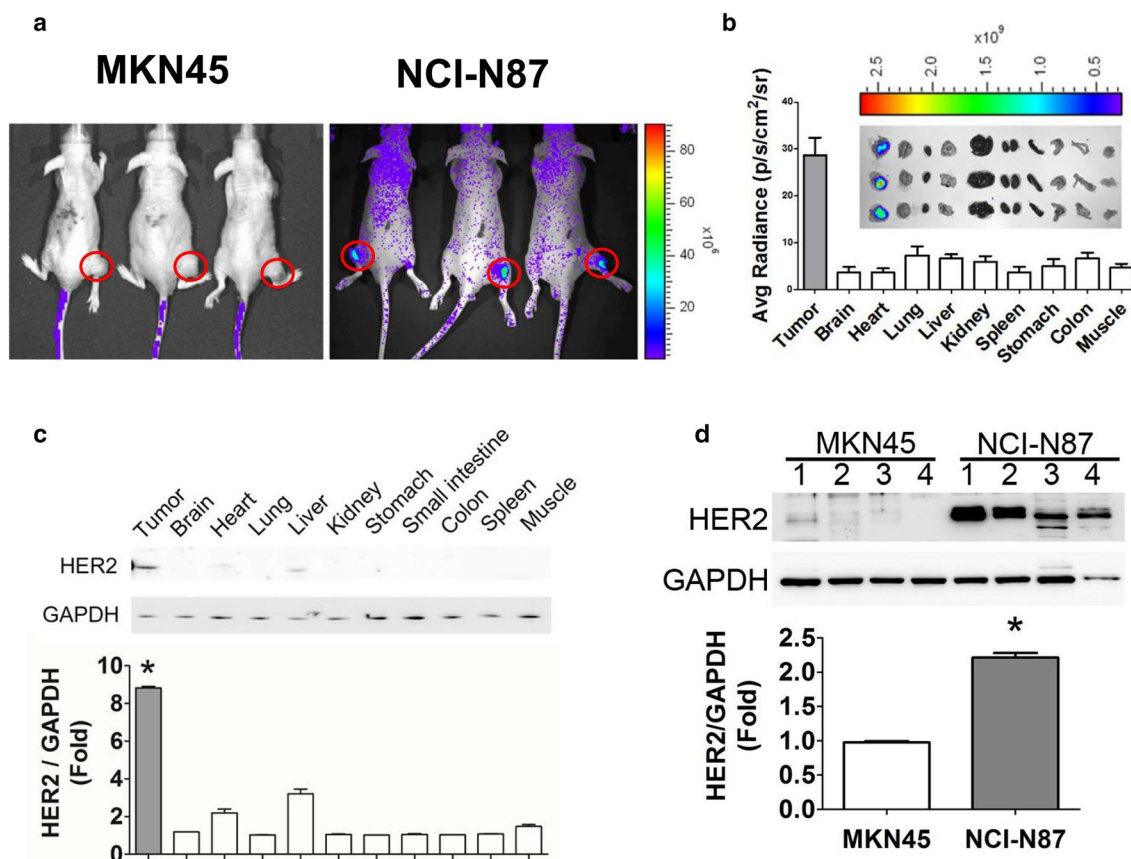 a
MKN45
NCI-N87
80
60
40
20
x10⁶
b
x10⁹
2.5
2.0
1.5
1.0
0.5
Avg Radiance (p/s/cm²/sr)
40
30
20
10
0
Tumor
Brain
Heart
Lung
Liver
Kidney
Spleen
Stomach
Colon
Muscle
c
Tumor
Brain
Heart
Lung
Liver
Kidney
Stomach
Small intestine
Colon
Spleen
Muscle
HER2
GAPDH
HER2 / GAPDH
(Fold)
10
8
6
4
2
0
*
d
MKN45 NCI-N87
1 2 3 4 1 2 3 4
HER2
GAPDH
HER2/GAPDH
(Fold)
2.5
2.0
1.5
1.0
0.5
0.0
*
MKN45 NCI-N87